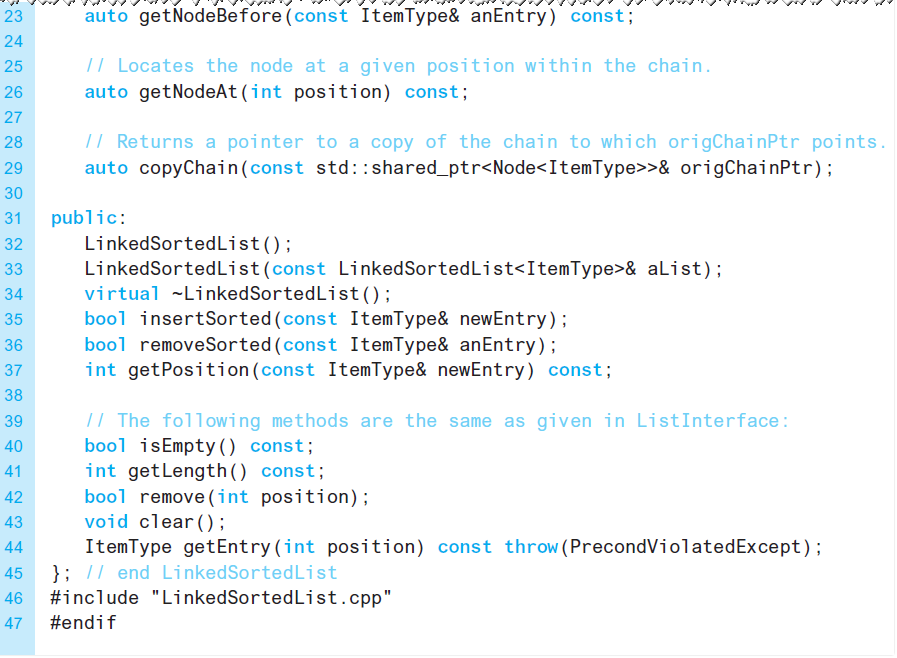 23 auto getNodeBefore(const ItemType& anEntry) const;
24
25 // Locates the node at a given position within the chain.
26 auto getNodeAt(int position) const;
27
28 // Returns a pointer to a copy of the chain to which origChainPtr points.
29 auto copyChain(const std::shared_ptr<Node<ItemType>>& origChainPtr);
30
31 public:
32 LinkedSortedList();
33 LinkedSortedList(const LinkedSortedList<ItemType>& aList);
34 virtual ~LinkedSortedList();
35 bool insertSorted(const ItemType& newEntry);
36 bool removeSorted(const ItemType& anEntry);
37 int getPosition(const ItemType& newEntry) const;
38
39 // The following methods are the same as given in ListInterface:
40 bool isEmpty() const;
41 int getLength() const;
42 bool remove(int position);
43 void clear();
44 ItemType getEntry(int position) const throw(PrecondViolatedExcept);
45 }; // end LinkedSortedList
46 #include "LinkedSortedList.cpp"
47 #endif